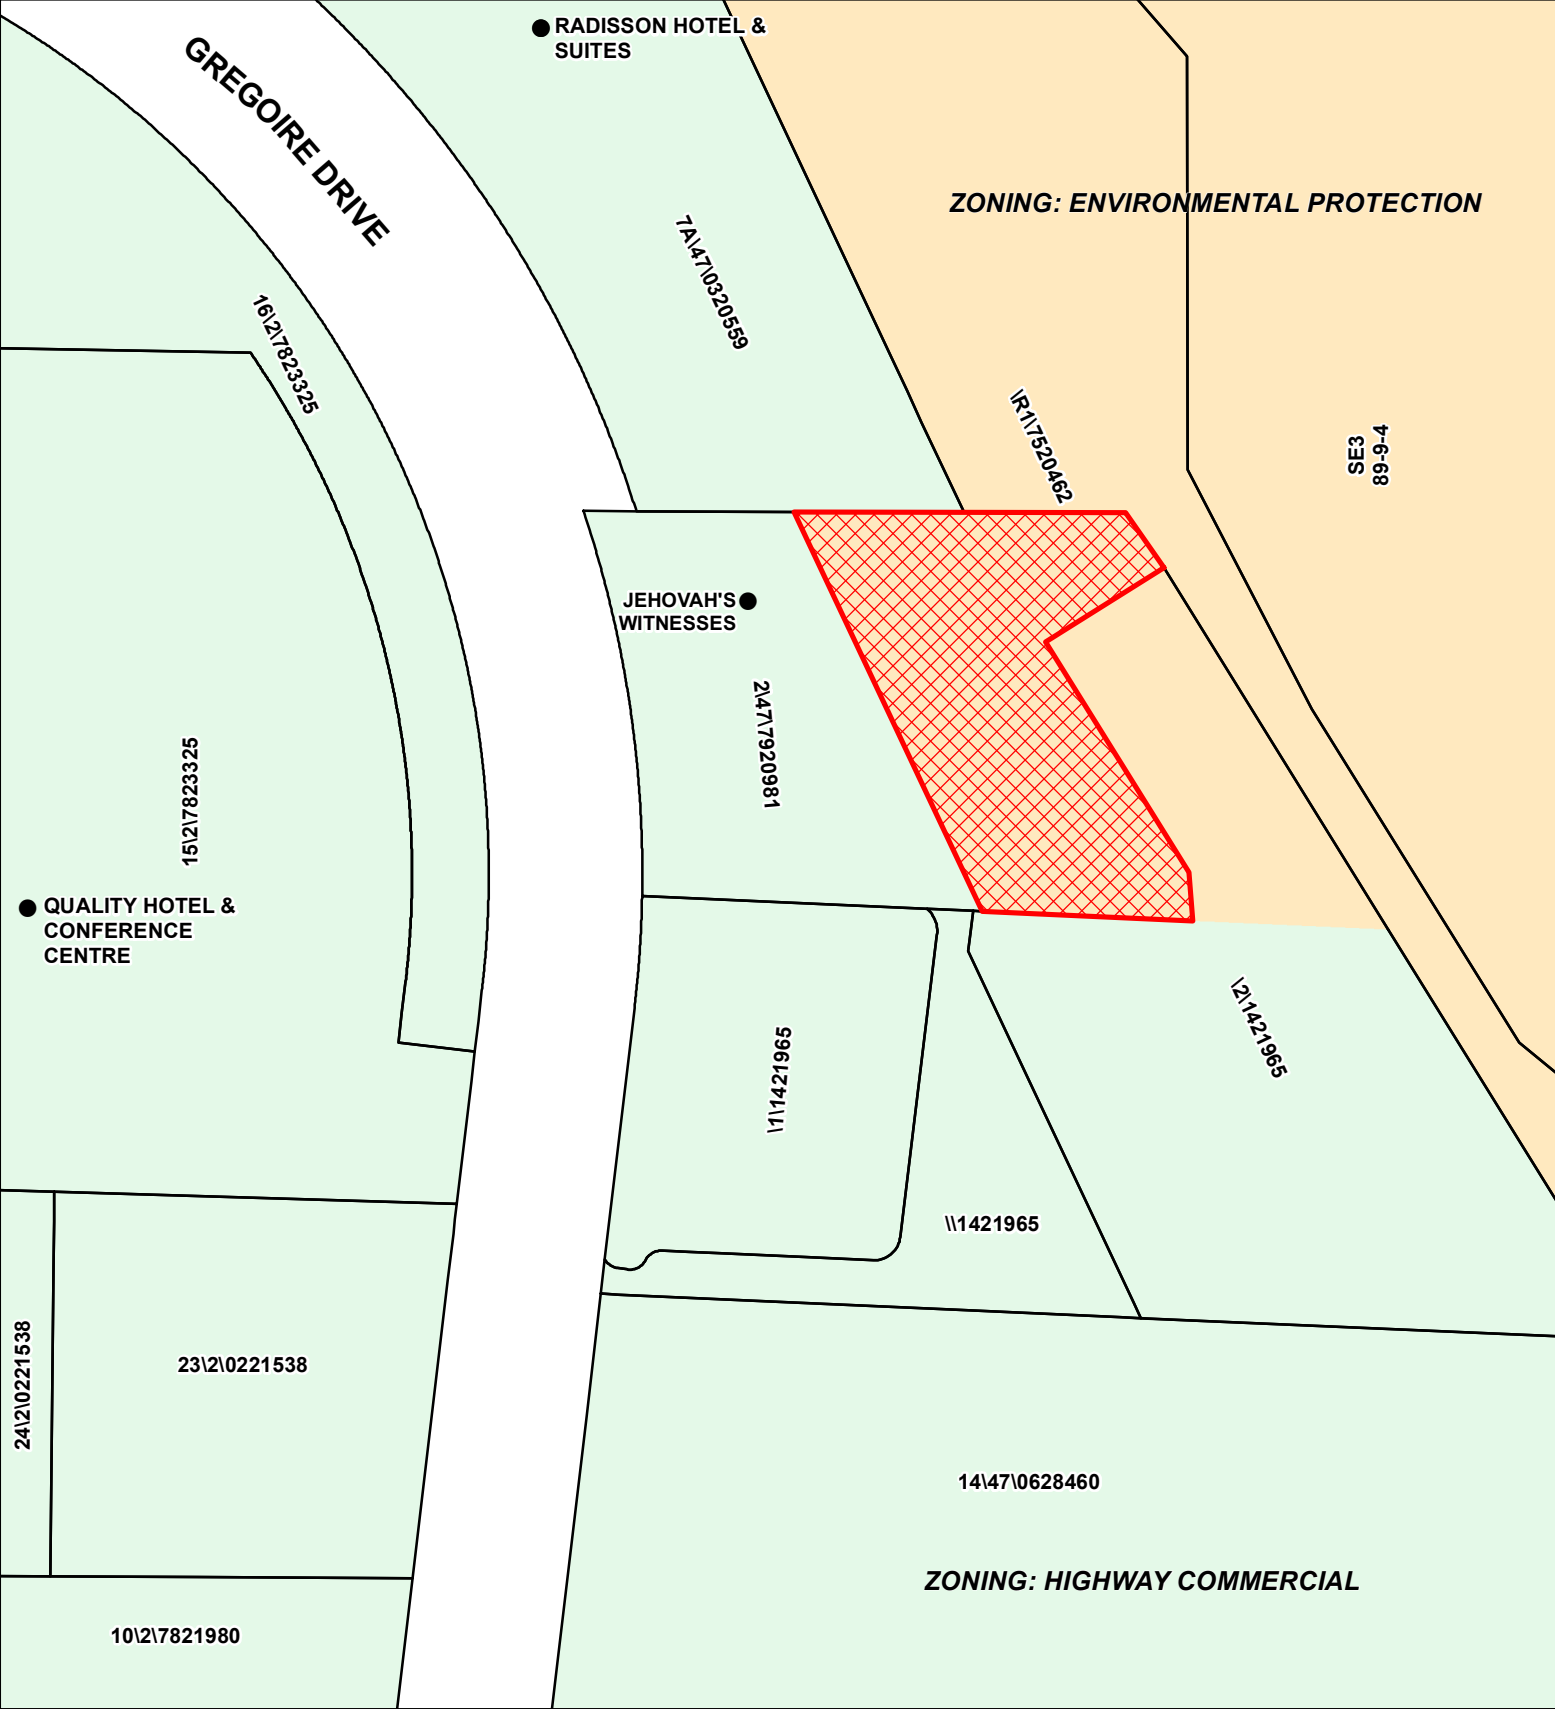 RADISSON HOTEL &
SUITES
GREGOIRE DRIVE
ZONING: ENVIRONMENTAL PROTECTION
7A\47\0320559
16\2\7823325
\R1\7520462
SE3
89-9-4
JEHOVAH'S
WITNESSES
2\47\7920981
15\2\7823325
QUALITY HOTEL &
CONFERENCE
CENTRE
\2\1421965
\1\1421965
\\1421965
24\2\0221538
23\2\0221538
14\47\0628460
ZONING: HIGHWAY COMMERCIAL
10\2\7821980